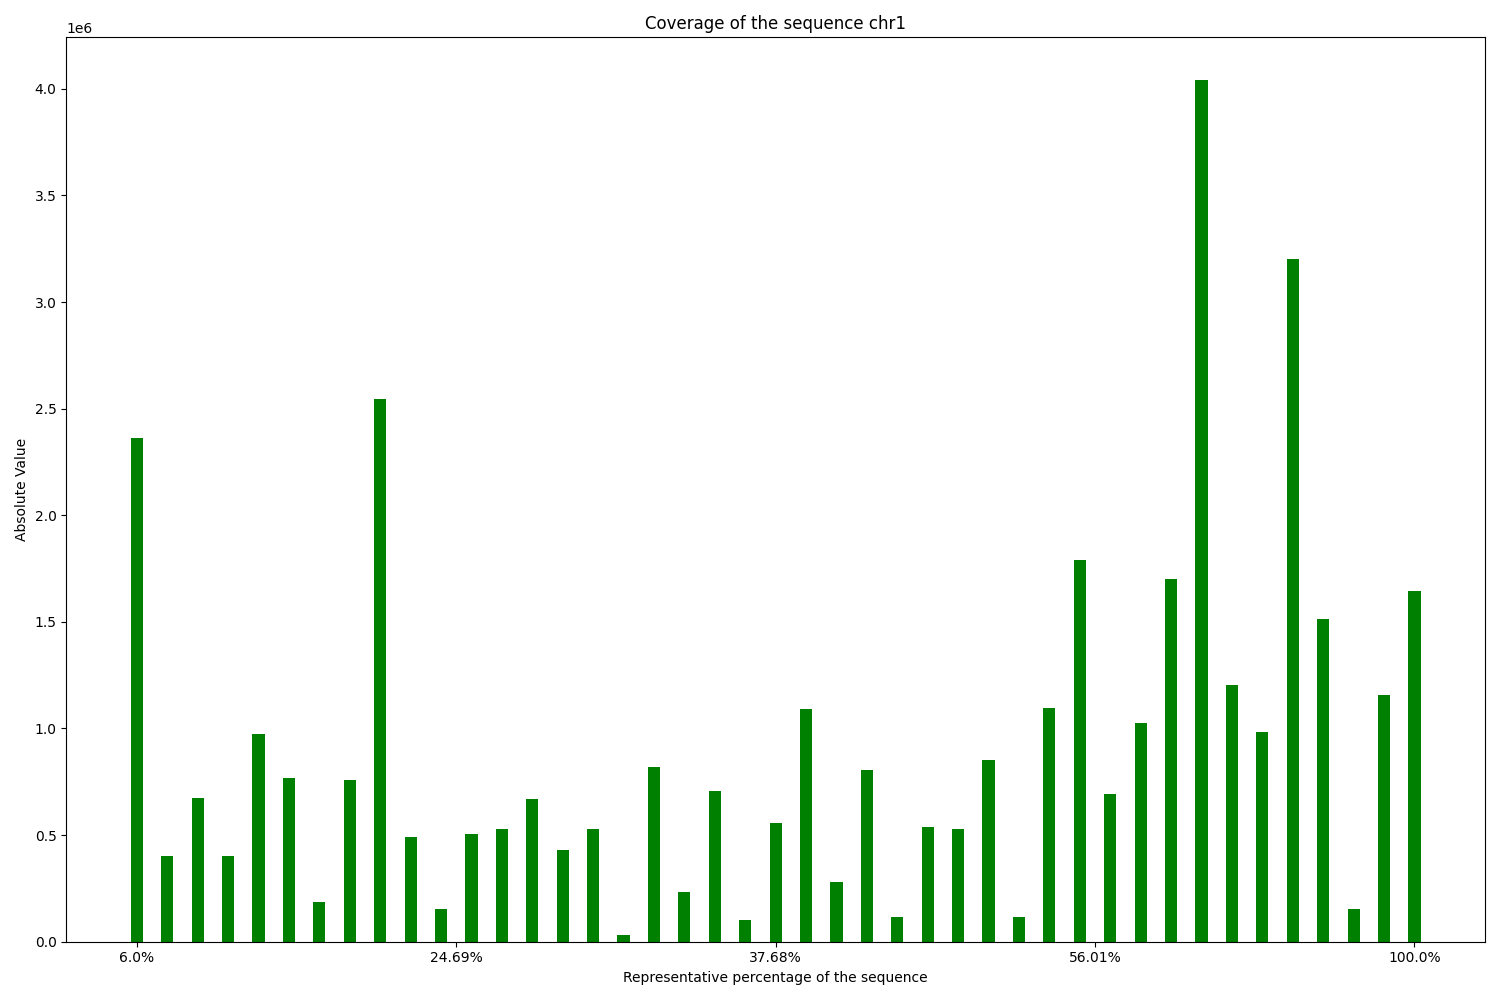 Coverage of the sequence chr1
1e6
4.0
3.5
3.0
2.5
2.0
1.5
1.0
0.5
0.0
Absolute Value
6.0% 24.69% 37.68% 56.01% 100.0%
Representative percentage of the sequence